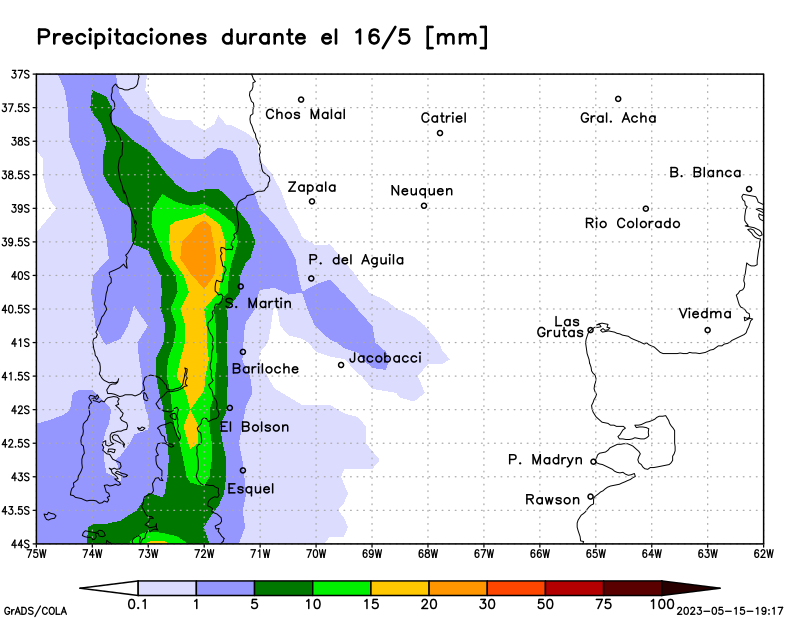 Precipitaciones durante el 16/5 [mm]
37S
37.5S
Chos Malal
Catriel
Gral. Acha
38S
38.5S
B. Blanca
Zapala
Neuquen
39S
Rio Colorado
39.5S
P. del Aguila
40S
S. Martin
40.5S
Las
Grutas
Viedma
41S
Jacobacci
Bariloche
41.5S
42S
El Bolson
42.5S
P. Madryn
43S
Esquel
Rawson
43.5S
44S
75W 74W 73W 72W 71W 70W 69W 68W 67W 66W 65W 64W 63W 62W
0.1 1 5 10 15 20 30 50 75 100
GrADS/COLA
2023-05-15-19:17